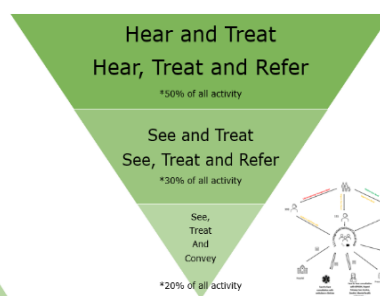 Hear and Treat
Hear, Treat and Refer
*50% of all activity
See and Treat
See, Treat and Refer
*30% of all activity
See,
Treat
And
Convey
*20% of all activity